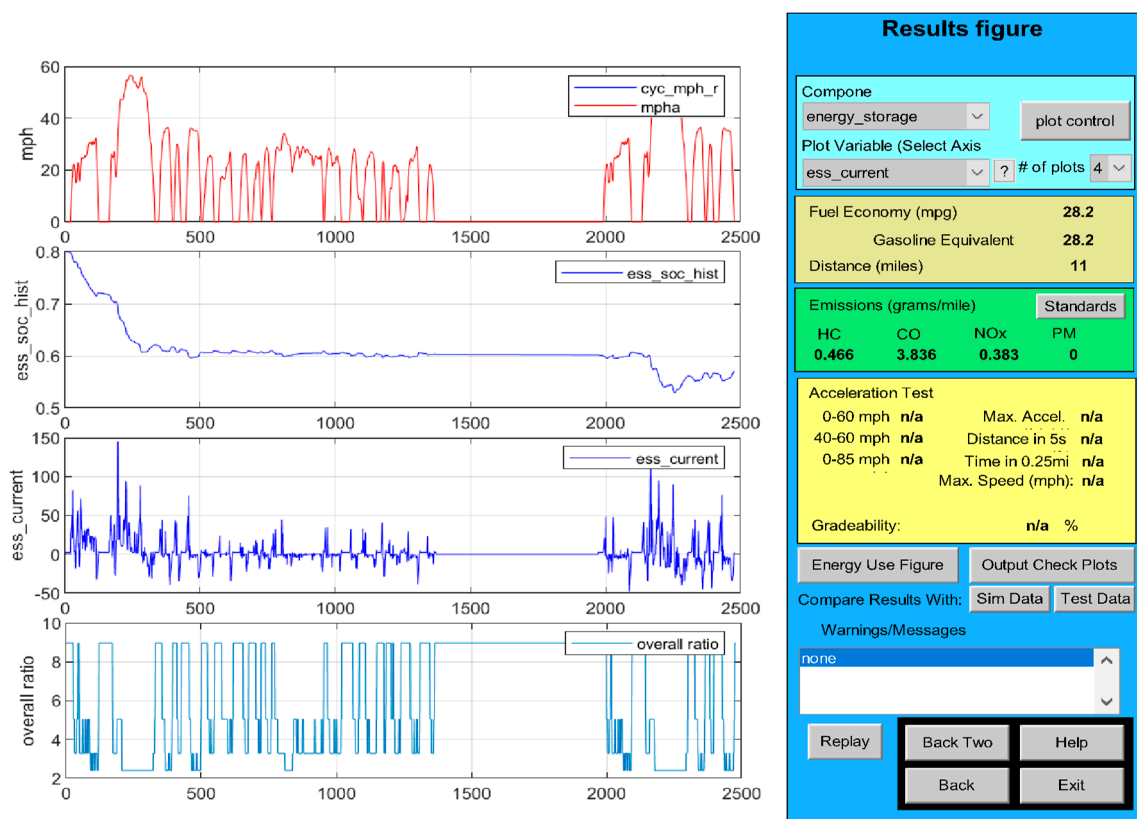 60
40
20
0
mph
cyc_mph_r
mpha
0 500 1000 1500 2000 2500
0.8
0.7
0.6
0.5
ess_soc_hist
ess_soc_hist
0 500 1000 1500 2000 2500
150
100
50
0
-50
ess_current
ess_current
0 500 1000 1500 2000 2500
10
8
6
4
2
overall ratio
overall ratio
0 500 1000 1500 2000 2500
Results figure
Compone
energy_storage
plot control
Plot Variable (Select Axis
ess_current ? # of plots 4
Fuel Economy (mpg) 28.2
Gasoline Equivalent 28.2
Distance (miles) 11
Emissions (grams/mile) Standards
HC CO NOx PM
0.466 3.836 0.383 0
Acceleration Test
0-60 mph n/a Max. Accel. n/a
40-60 mph n/a Distance in 5s n/a
0-85 mph n/a Time in 0.25mi n/a
Max. Speed (mph): n/a
Gradeability: n/a %
Energy Use Figure Output Check Plots
Compare Results With: Sim Data Test Data
Warnings/Messages
none
Replay Back Two Help
Back Exit